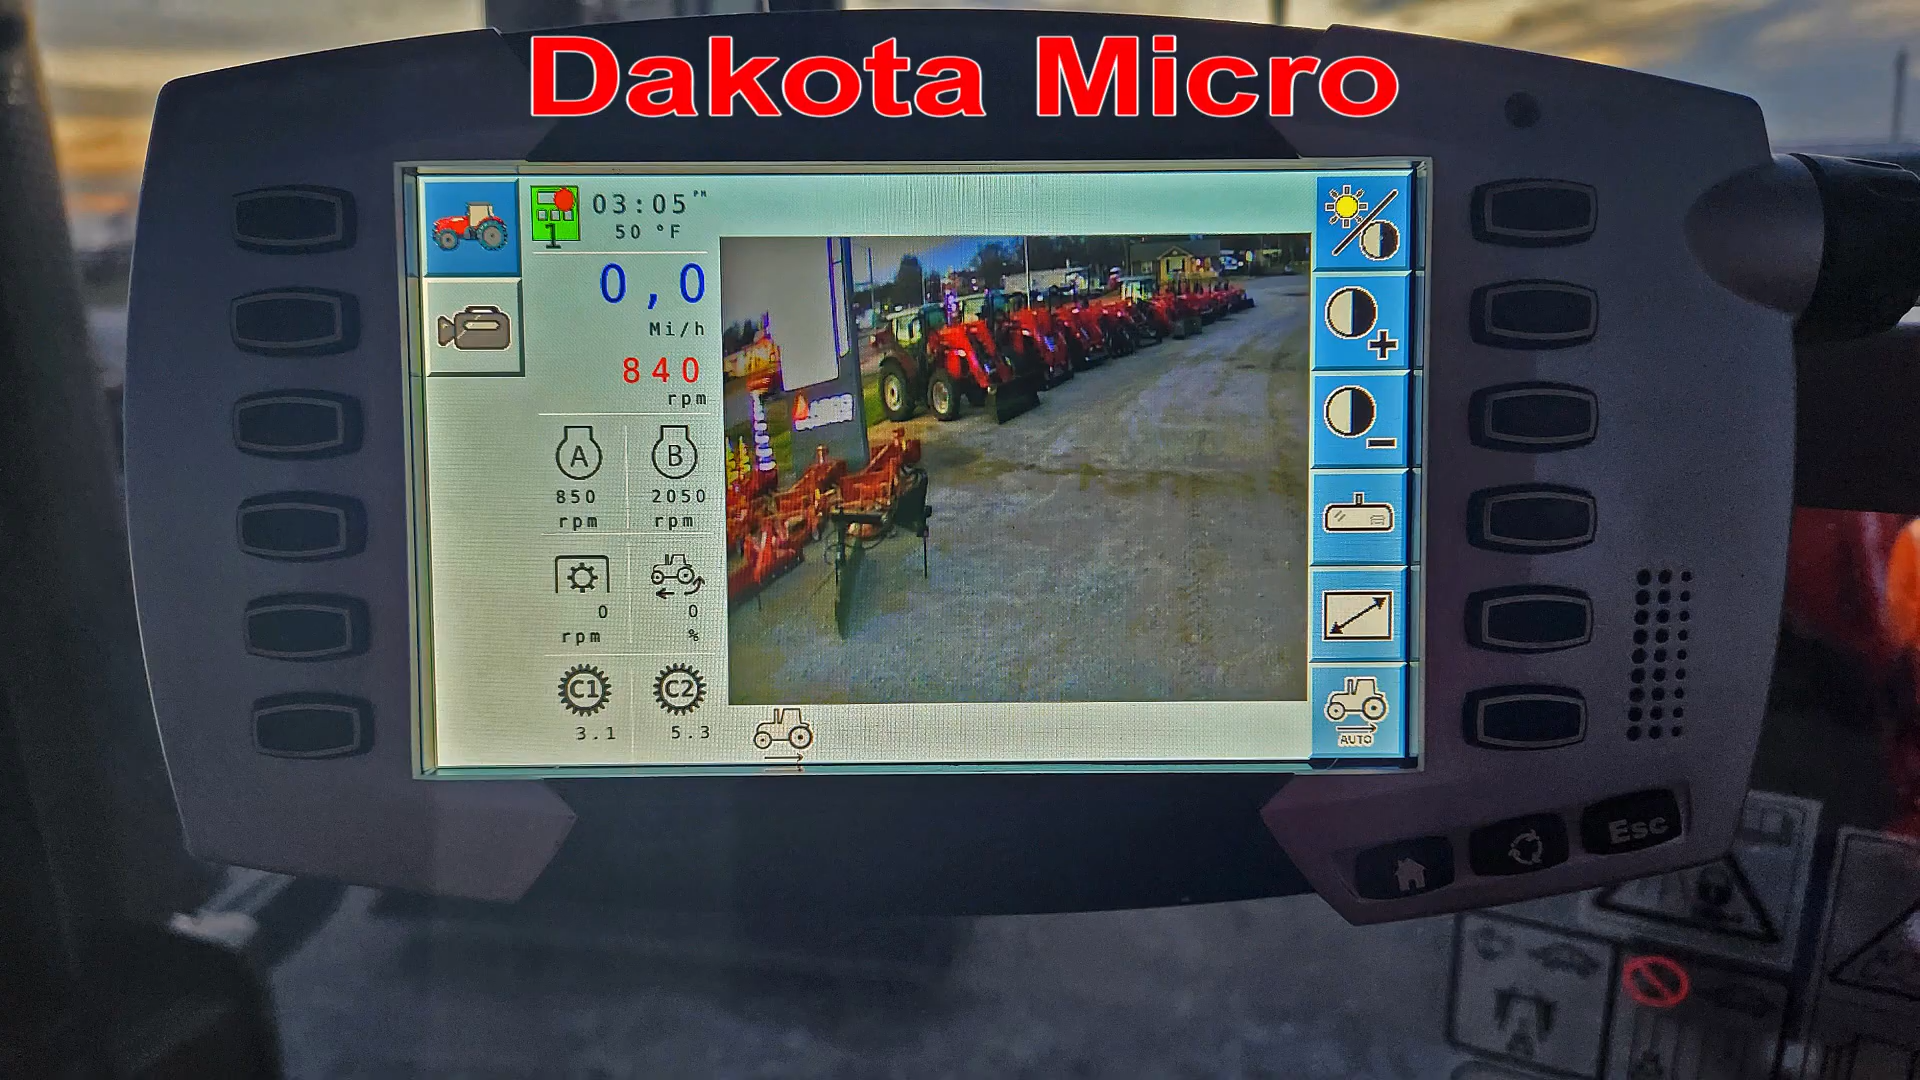 Dakota Micro
1
03:05 PM
50 °F
0,0
Mi/h
840
rpm
A
B
850
2050
rpm
rpm
0
0
rpm
%
C1
C2
3.1
5.3
AUTO
Esc